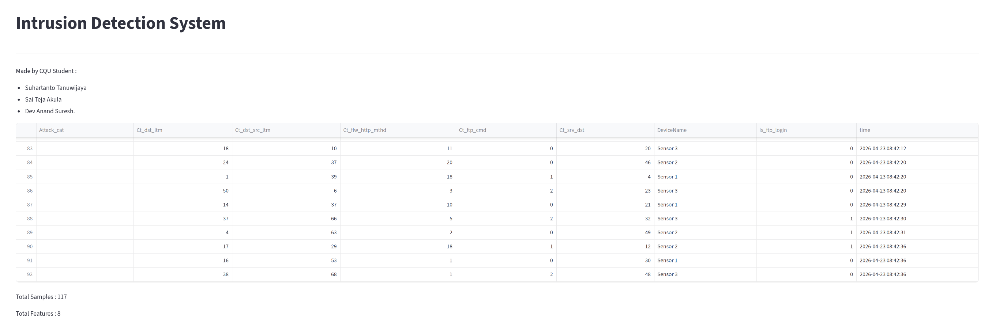 Intrusion Detection System
Made by CQU Student :
• Suhartanto Tanuwijaya
• Sai Teja Akula
• Dev Anand Suresh.
Attack_cat Ct_dst_ltm Ct_dst_src_ltm Ct_flw_http_mthd Ct_ftp_cmd Ct_srv_dst DeviceName Is_ftp_login time
83 18 10 11 0 20 Sensor 3 0 2026-04-23 08:42:12
84 24 37 20 0 46 Sensor 2 0 2026-04-23 08:42:20
85 1 39 18 1 4 Sensor 1 0 2026-04-23 08:42:20
86 50 6 3 2 23 Sensor 3 0 2026-04-23 08:42:20
87 14 37 10 0 21 Sensor 1 0 2026-04-23 08:42:29
88 37 66 5 2 32 Sensor 3 1 2026-04-23 08:42:30
89 4 63 2 0 49 Sensor 2 1 2026-04-23 08:42:31
90 17 29 18 1 12 Sensor 2 1 2026-04-23 08:42:36
91 16 53 1 0 30 Sensor 1 0 2026-04-23 08:42:36
92 38 68 1 2 48 Sensor 3 0 2026-04-23 08:42:36
Total Samples : 117
Total Features : 8